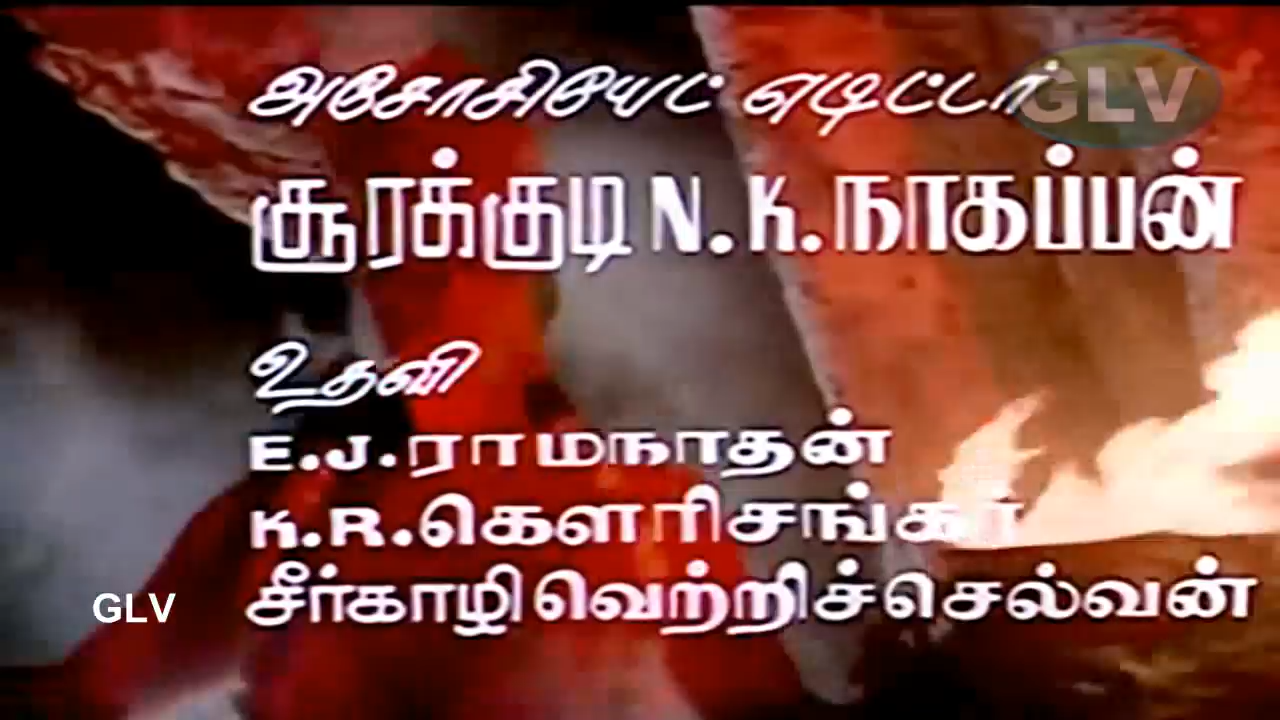 அசோசியேட் எடிட்டர்
GLV
சூரக்குடி N.K.நாகப்பன்
உதவி
E.J.ராமநாதன்
K.R.கௌரிசங்கர்
GLV
சீர்காழி வெற்றிச்செல்வன்